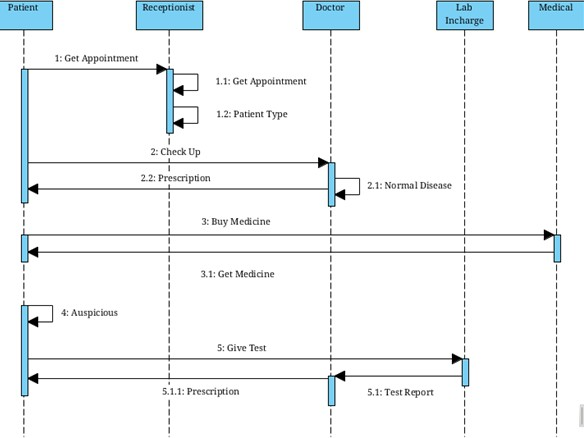 Patient
Receptionist
Doctor
Lab
Incharge
Medical
1: Get Appointment
1.1: Get Appointment
1.2: Patient Type
2: Check Up
2.2: Prescription
2.1: Normal Disease
3: Buy Medicine
3.1: Get Medicine
4: Auspicious
5: Give Test
5.1.1: Prescription
5.1: Test Report